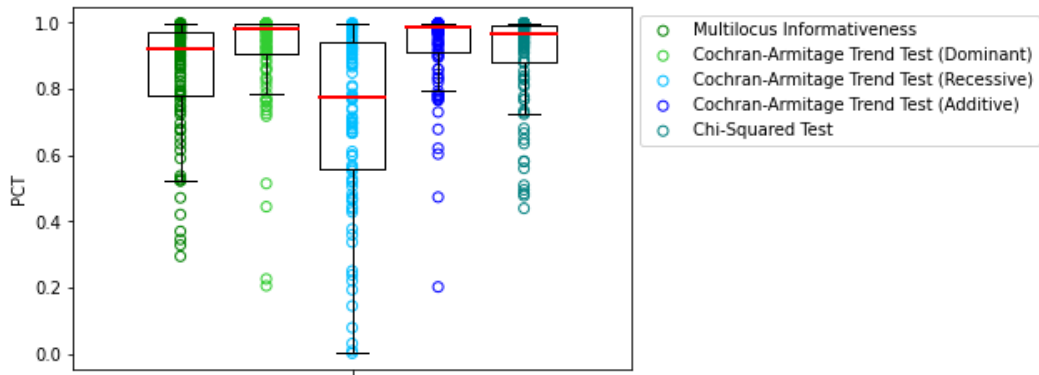 1.0
0.8
0.6
0.4
0.2
0.0
PCT
Multilocus Informativeness
Cochran-Armitage Trend Test (Dominant)
Cochran-Armitage Trend Test (Recessive)
Cochran-Armitage Trend Test (Additive)
Chi-Squared Test